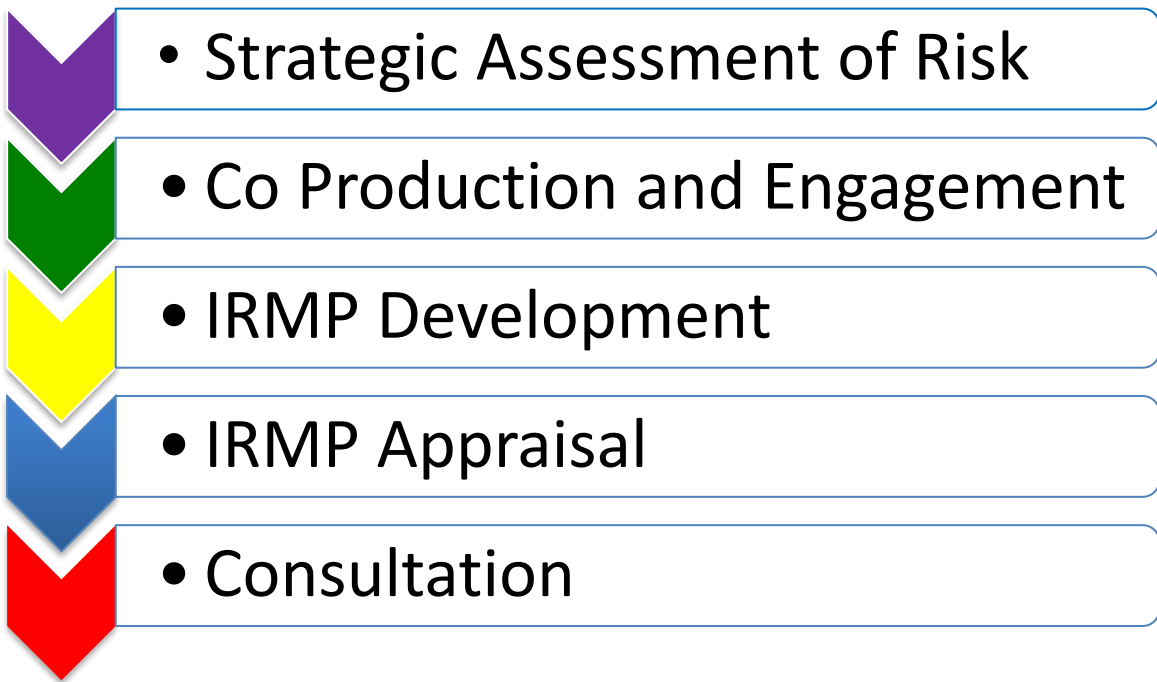 • Strategic Assessment of Risk
• Co Production and Engagement
• IRMP Development
• IRMP Appraisal
• Consultation